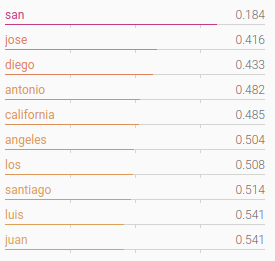 san 0.184
jose 0.416
diego 0.433
antonio 0.482
california 0.485
angeles 0.504
los 0.508
santiago 0.514
luis 0.541
juan 0.541